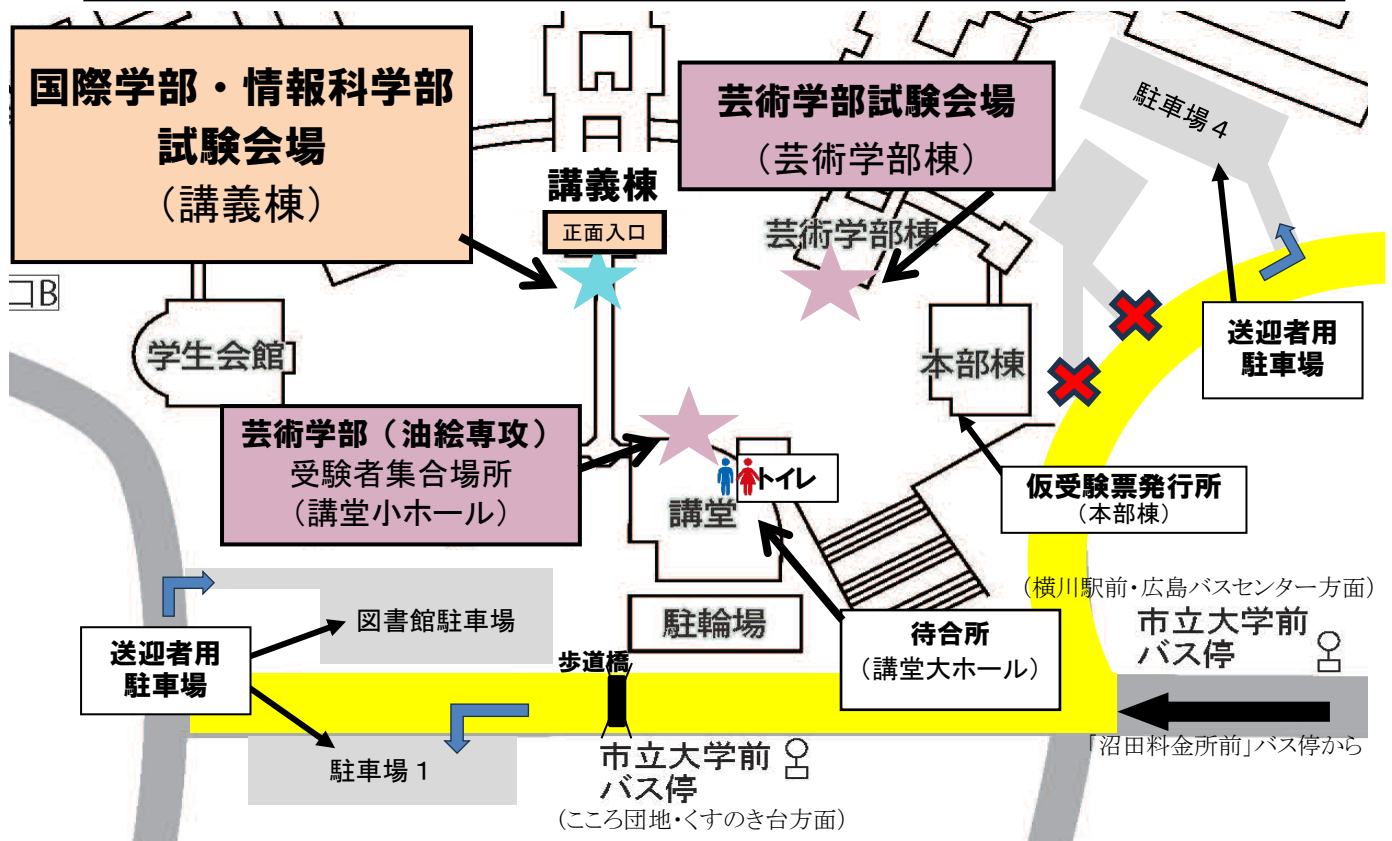 国際学部・情報科学部
試験会場
（講義棟）
芸術学部試験会場
（芸術学部棟）
駐車場４
講義棟
正面入口
芸術学部棟
口B
学生会館
本部棟
送迎者用
駐車場
芸術学部（油絵専攻）
受験者集合場所
（講堂小ホール）
トイレ
講堂
仮受験票発行所
（本部棟）
（横川駅前・広島バスセンター方面）
市立大学前
バス停
図書館駐車場
駐輪場
待合所
（講堂大ホール）
送迎者用
駐車場
歩道橋
「沼田料金所前」バス停から
駐車場１
市立大学前
バス停
（こころ団地・くすのき台方面）